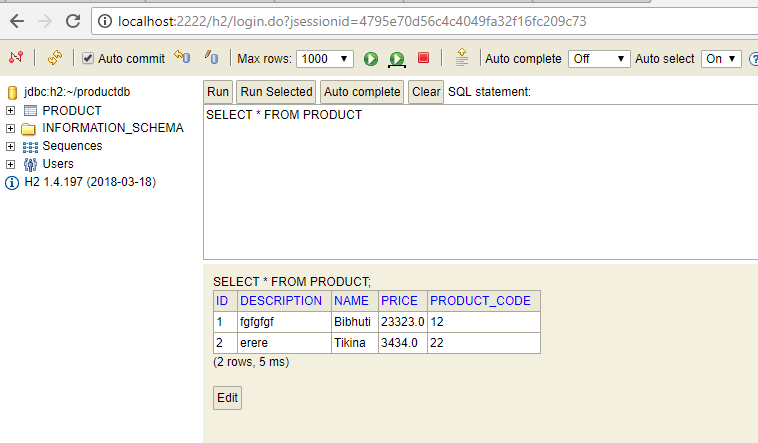 localhost:2222/h2/login.do?jsessionid=4795e70d56c4c4049fa32f16fc209c73
Auto commit Max rows: 1000 Auto complete Off Auto select On
jdbc:h2:~/productdb
PRODUCT
INFORMATION_SCHEMA
Sequences
Users
H2 1.4.197 (2018-03-18)
Run Run Selected Auto complete Clear SQL statement:
SELECT * FROM PRODUCT
SELECT * FROM PRODUCT;
ID DESCRIPTION NAME PRICE PRODUCT_CODE
1 fgfgfgf Bibhuti 23323.0 12
2 erere Tikina 3434.0 22
(2 rows, 5 ms)
Edit